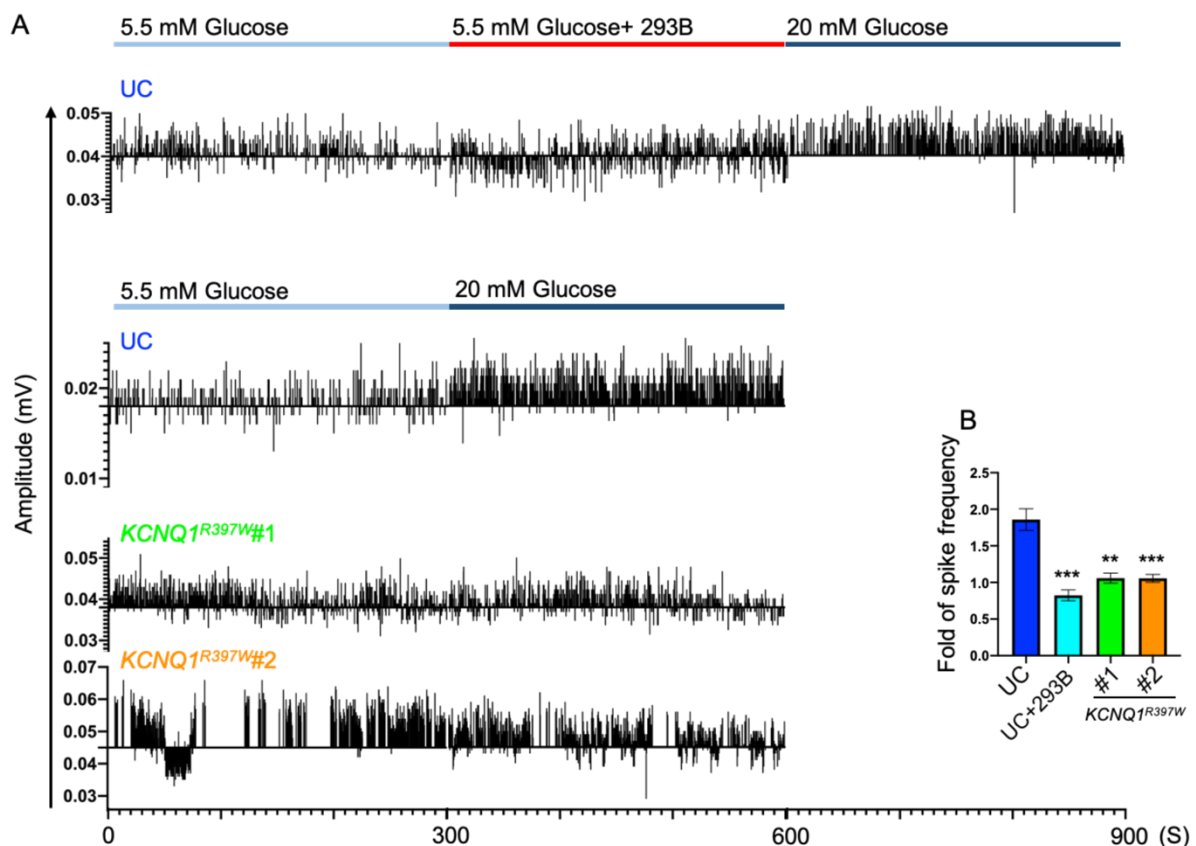 A
5.5 mM Glucose 5.5 mM Glucose+ 293B 20 mM Glucose
UC
0.05
0.04
0.03
5.5 mM Glucose 20 mM Glucose
UC
0.02
0.01
Amplitude (mV)
KCNQ1R397W#1
0.05
0.04
0.03
KCNQ1R397W#2
0.07
0.06
0.05
0.04
0.03
0 300 600 900 (S)
B
Fold of spike frequency
2.5
2.0
1.5
1.0
0.5
0.0
*** ** ***
UC UC+293B #1 #2
KCNQ1R397W